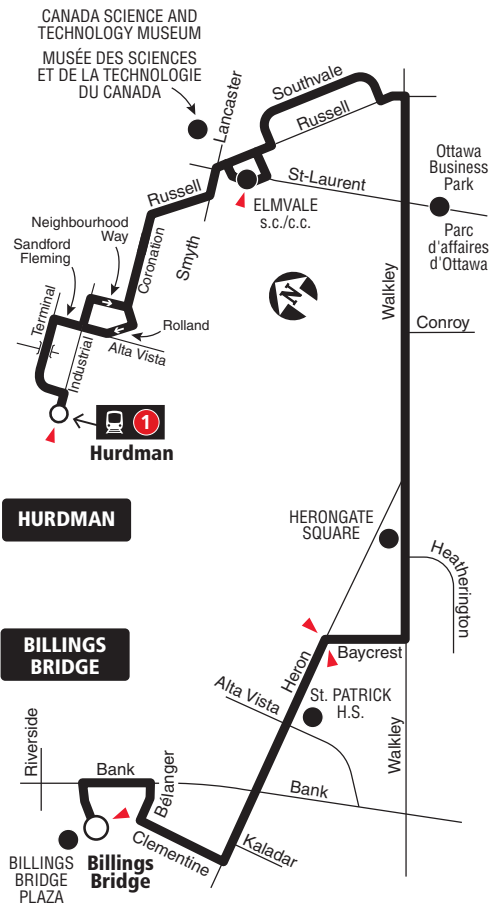 CANADA SCIENCE AND
TECHNOLOGY MUSEUM
MUSÉE DES SCIENCES
ET DE LA TECHNOLOGIE
DU CANADA
Lancaster
Southvale
Russell
Ottawa
Business
Park
Parc
d'affaires
d'Ottawa
St-Laurent
ELMVALE
s.c./c.c.
Russell
Neighbourhood
Way
Sandford
Fleming
Coronation
Smyth
N
Walkley
Conroy
Terminal
Industrial
Rolland
Alta Vista
1
Hurdman
HURDMAN
HERONGATE
SQUARE
Heatherington
BILLINGS
BRIDGE
Baycrest
Heron
Alta Vista
St. PATRICK
H.S.
Walkley
Riverside
Bank
Bélanger
Bank
Clementine
Kaladar
BILLINGS
BRIDGE
PLAZA
Billings
Bridge